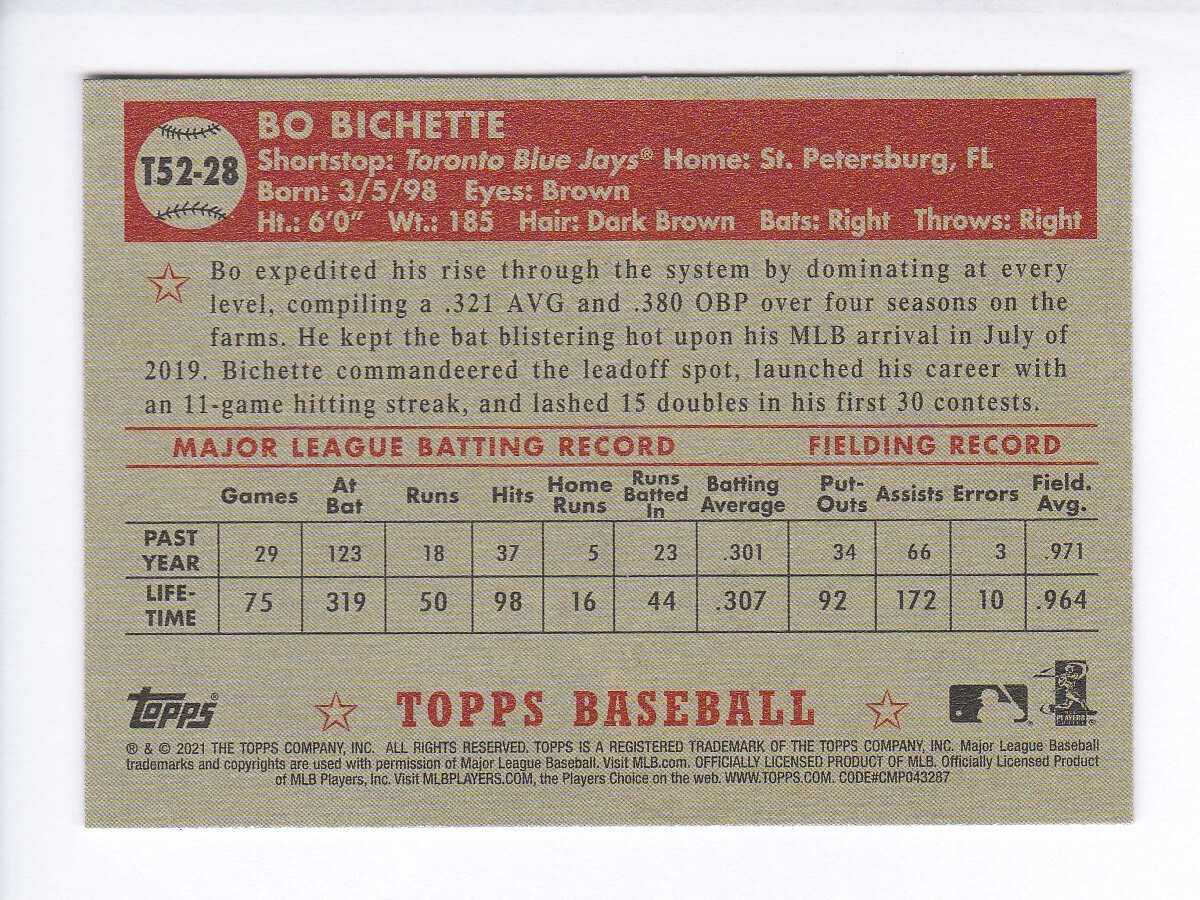 T52-28
BO BICHETTE
Shortstop: Toronto Blue Jays® Home: St. Petersburg, FL
Born: 3/5/98 Eyes: Brown
Ht.: 6'0" Wt.: 185 Hair: Dark Brown Bats: Right Throws: Right
Bo expedited his rise through the system by dominating at every
level, compiling a .321 AVG and .380 OBP over four seasons on the
farms. He kept the bat blistering hot upon his MLB arrival in July of
2019. Bichette commandeered the leadoff spot, launched his career with
an 11-game hitting streak, and lashed 15 doubles in his first 30 contests.
MAJOR LEAGUE BATTING RECORD FIELDING RECORD
Games At Bat Runs Hits Home Runs Runs Batted In Batting Average Put-Outs Assists Errors Field. Avg.
PAST YEAR 29 123 18 37 5 23 .301 34 66 3 .971
LIFE-TIME 75 319 50 98 16 44 .307 92 172 10 .964
Topps® TOPPS BASEBALL
® & © 2021 THE TOPPS COMPANY, INC. ALL RIGHTS RESERVED. TOPPS IS A REGISTERED TRADEMARK OF THE TOPPS COMPANY, INC. Major League Baseball
trademarks and copyrights are used with permission of Major League Baseball. Visit MLB.com. OFFICIALLY LICENSED PRODUCT OF MLB. Officially Licensed Product
of MLB Players, Inc. Visit MLBPLAYERS.COM, the Players Choice on the web. WWW.TOPPS.COM. CODE#CMP043287